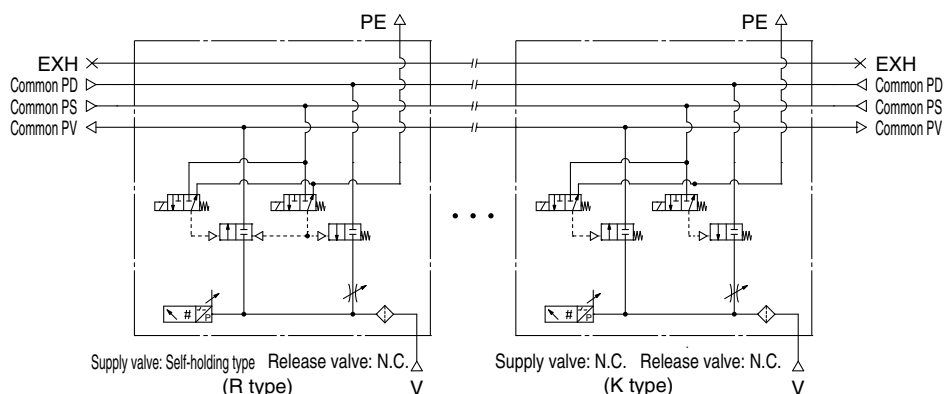 PE PE
EXH EXH
Common PD Common PD
Common PS Common PS
Common PV Common PV
# P # P
Supply valve: Self-holding type Release valve: N.C. Supply valve: N.C. Release valve: N.C.
(R type) V (K type) V